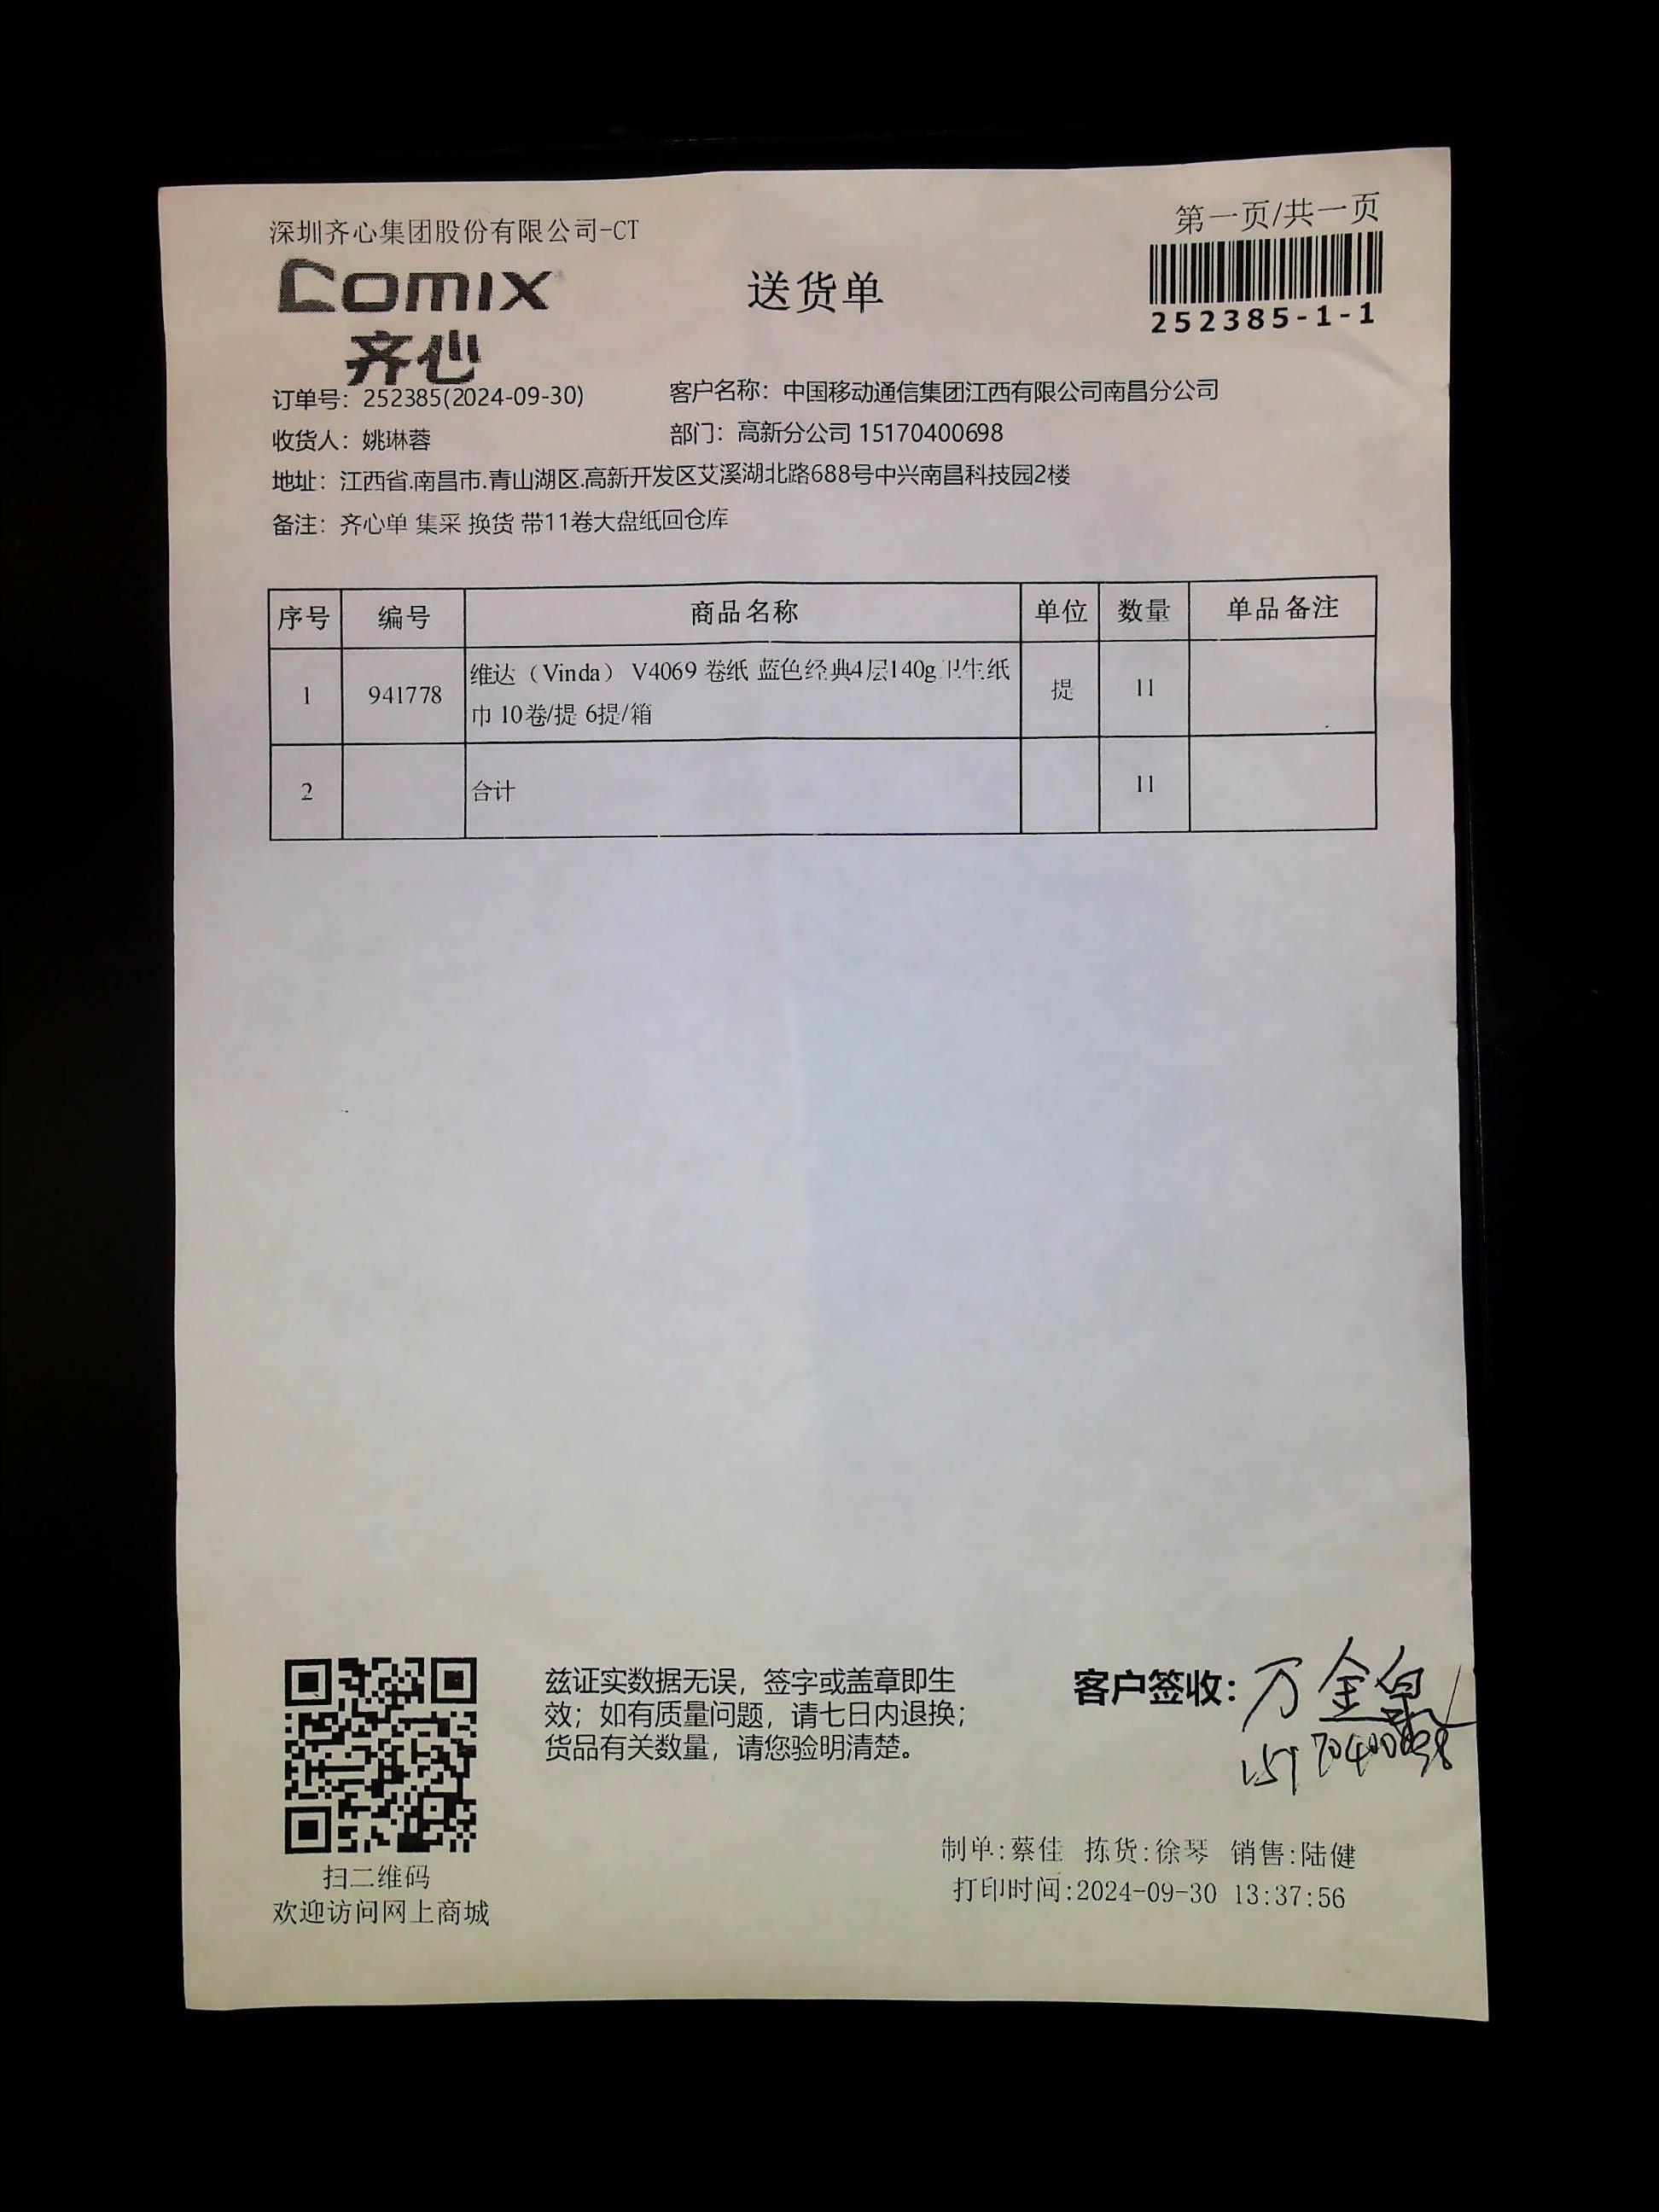 深圳齐心集团股份有限公司-CT
第一页/共一页
comix
齐心
送货单
252385-1-1
订单号：252385(2024-09-30)
客户名称：中国移动通信集团江西有限公司南昌分公司
收货人：姚琳蓉
部门：高新分公司 15170400698
地址：江西省.南昌市.青山湖区.高新开发区艾溪湖北路688号中兴南昌科技园2楼
备注：齐心单 集采 换货 带11卷大盘纸回仓库
序号 编号 商品名称 单位 数量 单品备注
1 941778 维达（Vinda） V4069 卷纸 蓝色经典4层140g卫生纸 提 11
巾 10卷/提 6提/箱
2 合计 11
兹证实数据无误，签字或盖章即生
效；如有质量问题，请七日内退换；
货品有关数量，请您验明清楚。
客户签收：万金
扫二维码
欢迎访问网上商城
制单:蔡佳 拣货:徐琴 销售:陆健
打印时间:2024-09-30 13:37:56